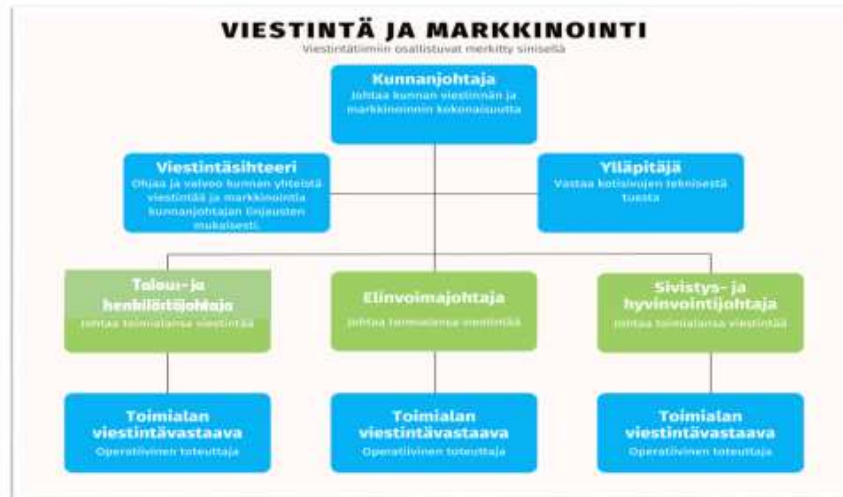 VIESTINTÄ JA MARKKINOINTI
Viestintätiimiin osallistuvat merkitty sinisellä
Kunnanjohtaja
Johtaa kunnan viestinnän ja
markkinoinnin kokonaisuutta
Viestintäsihteeri
Ohjaa ja valvoo kunnan yhteistä
viestintää ja markkinointia
kunnanjohtajan linjausten
mukaisesti.
Ylläpitäjä
Vastaa kotisivujen teknisestä
tuesta
Talous- ja
henkilöstöjohtaja
Johtaa toimialansa viestintää
Elinvoimajohtaja
Johtaa toimialansa viestintää
Sivistys- ja
hyvinvointijohtaja
Johtaa toimialansa viestintää
Toimialan
viestintävastaava
Operatiivinen toteuttaja
Toimialan
viestintävastaava
Operatiivinen toteuttaja
Toimialan
viestintävastaava
Operatiivinen toteuttaja